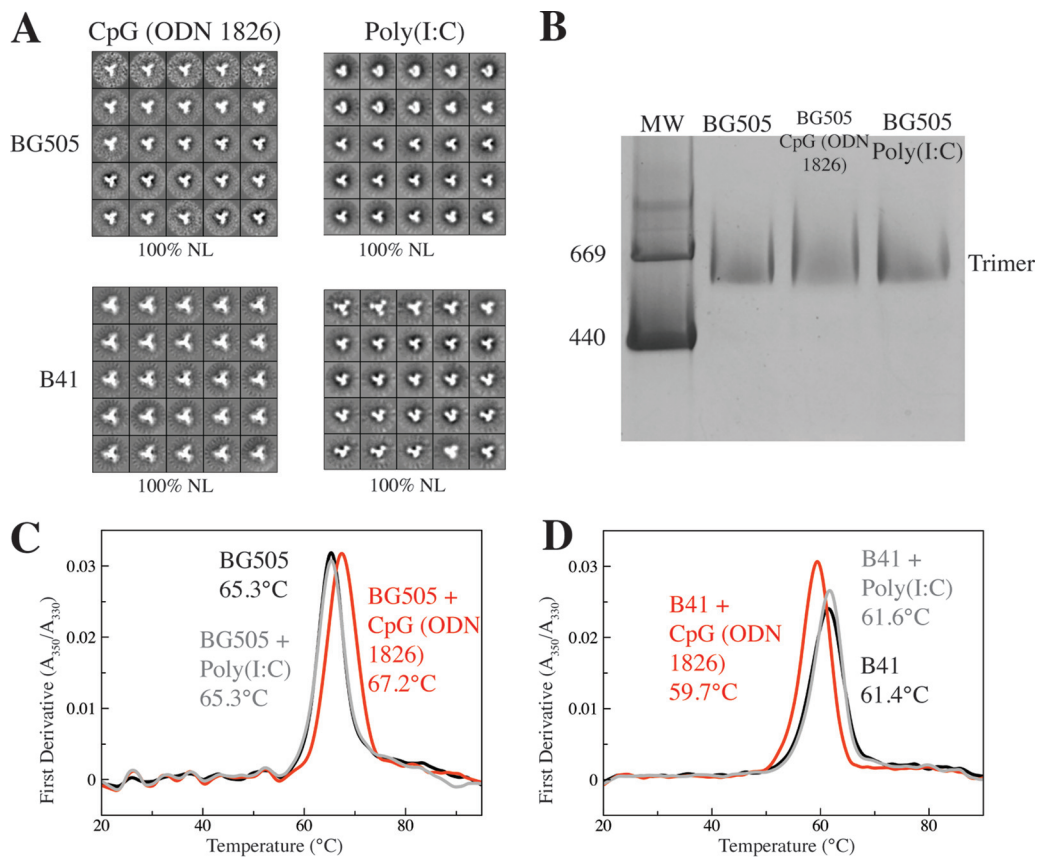 A
CpG (ODN 1826)
Poly(I:C)
BG505
100% NL
100% NL
B41
100% NL
100% NL
B
MW
BG505
BG505
CpG (ODN
1826)
BG505
Poly(I:C)
669
440
Trimer
C
First Derivative (A350/A330)
0.03
0.02
0.01
0
BG505
65.3°C
BG505 +
Poly(I:C)
65.3°C
BG505 +
CpG (ODN
1826)
67.2°C
20
40
60
80
Temperature (°C)
D
First Derivative (A350/A330)
0.03
0.02
0.01
0
B41 +
CpG (ODN
1826)
59.7°C
B41 +
Poly(I:C)
61.6°C
B41
61.4°C
20
40
60
80
Temperature (°C)